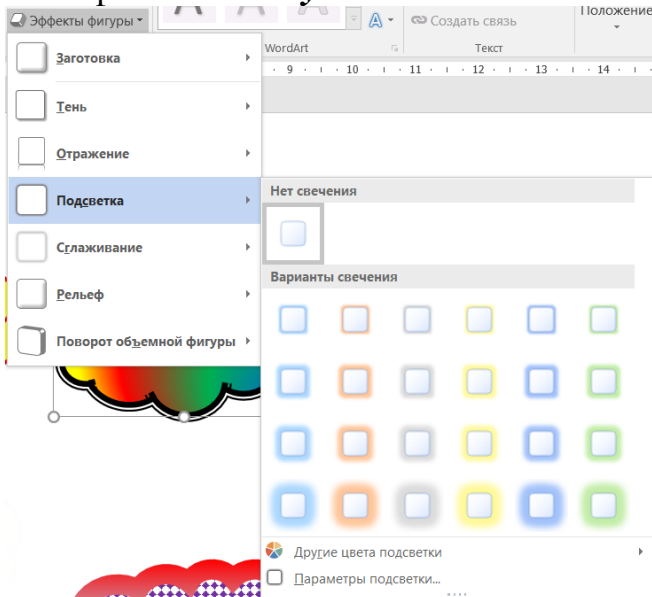 Эффекты фигуры
Создать связь
Положение
WordArt
Текст
9 10 11 12 13 14
Заготовка
Тень
Отражение
Подсветка
Сглаживание
Рельеф
Поворот объемной фигуры
Нет свечения
Варианты свечения
Другие цвета подсветки
Параметры подсветки...